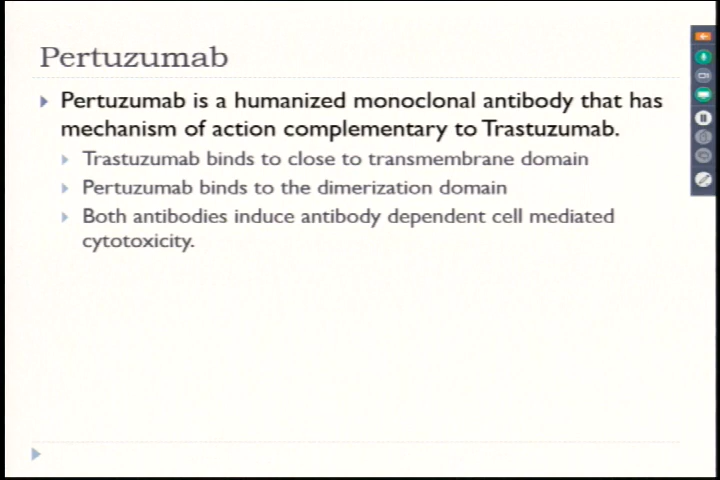 Pertuzumab
Pertuzumab is a humanized monoclonal antibody that has
mechanism of action complementary to Trastuzumab.
Trastuzumab binds to close to transmembrane domain
Pertuzumab binds to the dimerization domain
Both antibodies induce antibody dependent cell mediated
cytotoxicity.